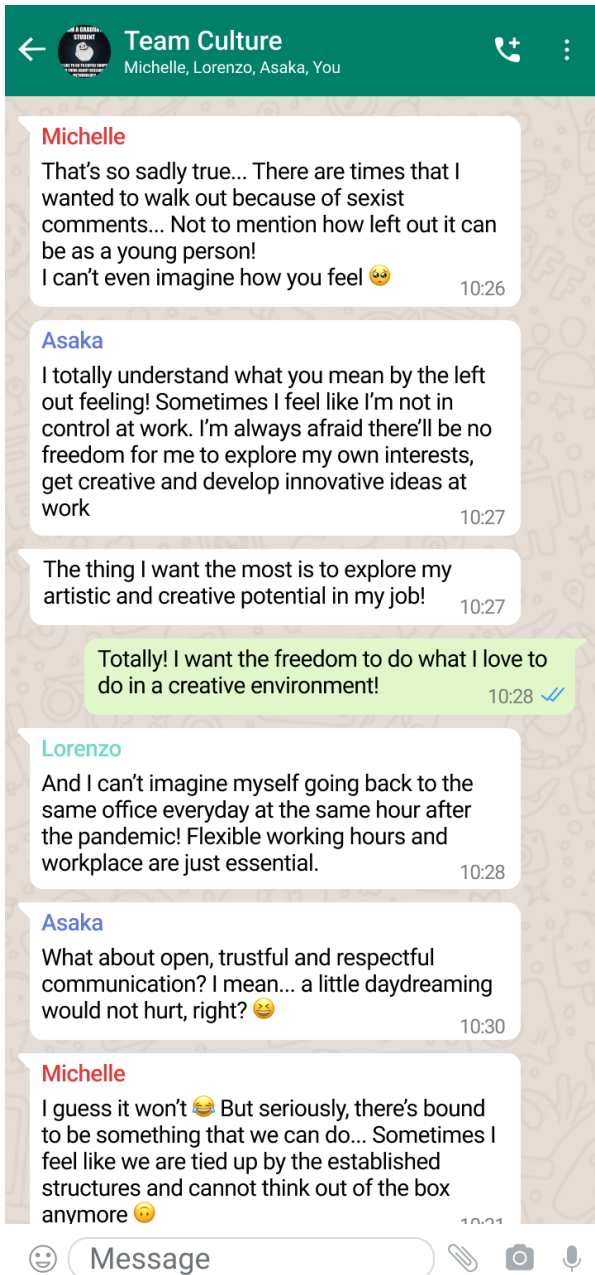 STUDENT
Team Culture
Michelle, Lorenzo, Asaka, You
Michelle
That's so sadly true... There are times that I
wanted to walk out because of sexist
comments... Not to mention how left out it can
be as a young person!
I can't even imagine how you feel 🥺
10:26
Asaka
I totally understand what you mean by the left
out feeling! Sometimes I feel like I'm not in
control at work. I'm always afraid there'll be no
freedom for me to explore my own interests,
get creative and develop innovative ideas at
work
10:27
The thing I want the most is to explore my
artistic and creative potential in my job!
10:27
Totally! I want the freedom to do what I love to
do in a creative environment!
10:28
Lorenzo
And I can't imagine myself going back to the
same office everyday at the same hour after
the pandemic! Flexible working hours and
workplace are just essential.
10:28
Asaka
What about open, trustful and respectful
communication? I mean... a little daydreaming
would not hurt, right? 😆
10:30
Michelle
I guess it won't 😂 But seriously, there's bound
to be something that we can do... Sometimes I
feel like we are tied up by the established
structures and cannot think out of the box
anymore 🙃
Message